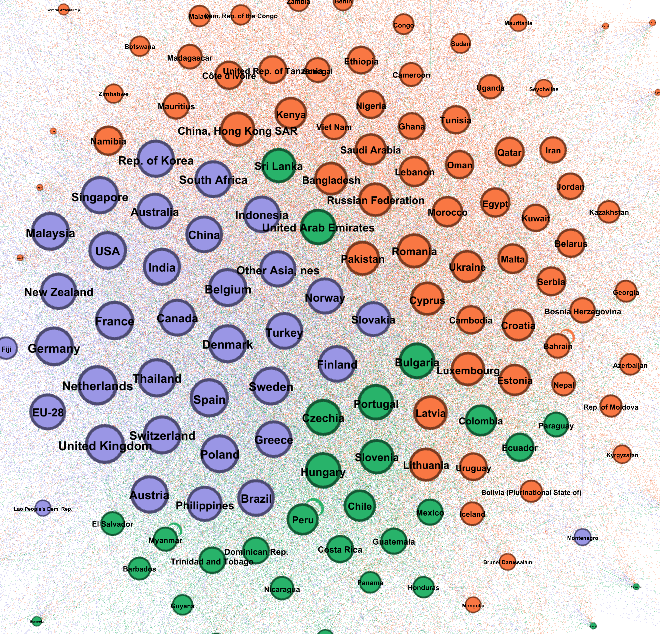 Zambia
Benin
Malawi
Dem. Rep. of the Congo
Congo
Mauritania
Botswana
Sudan
Madagascar
Ethiopia
Côte d'Ivoire
United Rep. of Tanzania
Senegal
Cameroon
Zimbabwe
Uganda
Seychelles
Mauritius
Nigeria
Kenya
Tunisia
China, Hong Kong SAR
Viet Nam
Ghana
Namibia
Saudi Arabia
Qatar
Iran
Rep. of Korea
Sri Lanka
Lebanon
Oman
South Africa
Bangladesh
Jordan
Singapore
Russian Federation
Egypt
Australia
Indonesia
Morocco
Kuwait
Kazakhstan
Malaysia
China
United Arab Emirates
USA
Romania
Belarus
India
Other Asia, nes
Pakistan
Ukraine
Malta
Serbia
New Zealand
Belgium
Norway
Cyprus
Georgia
Bosnia Herzegovina
France
Canada
Slovakia
Cambodia
Croatia
Turkey
Fiji
Germany
Denmark
Bahrain
Finland
Bulgaria
Azerbaijan
Luxembourg
Thailand
Estonia
Nepal
Netherlands
Sweden
Spain
Portugal
Rep. of Moldova
EU-28
Czechia
Latvia
Colombia
Paraguay
Switzerland
Greece
United Kingdom
Ecuador
Poland
Slovenia
Kyrgyzstan
Lithuania
Uruguay
Hungary
Bolivia (Plurinational State of)
Austria
Brazil
Philippines
Chile
Lao People's Dem. Rep.
Mexico
Iceland
Peru
El Salvador
Montenegro
Myanmar
Guatemala
Costa Rica
Dominican Rep.
Trinidad and Tobago
Brunei Darussalam
Barbados
Panama
Nicaragua
Honduras
Guyana